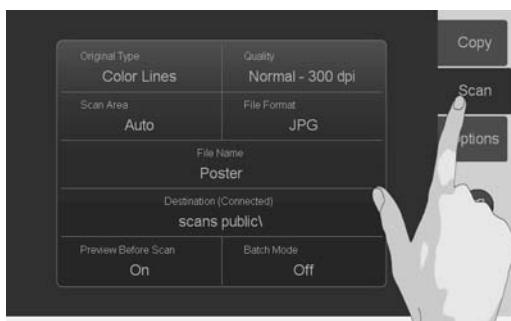 Original Type
Color Lines
Quality
Normal - 300 dpi
Scan Area
Auto
File Format
JPG
File Name
Poster
Destination (Connected)
scans public\
Preview Before Scan
On
Batch Mode
Off
Copy
Scan
ptions